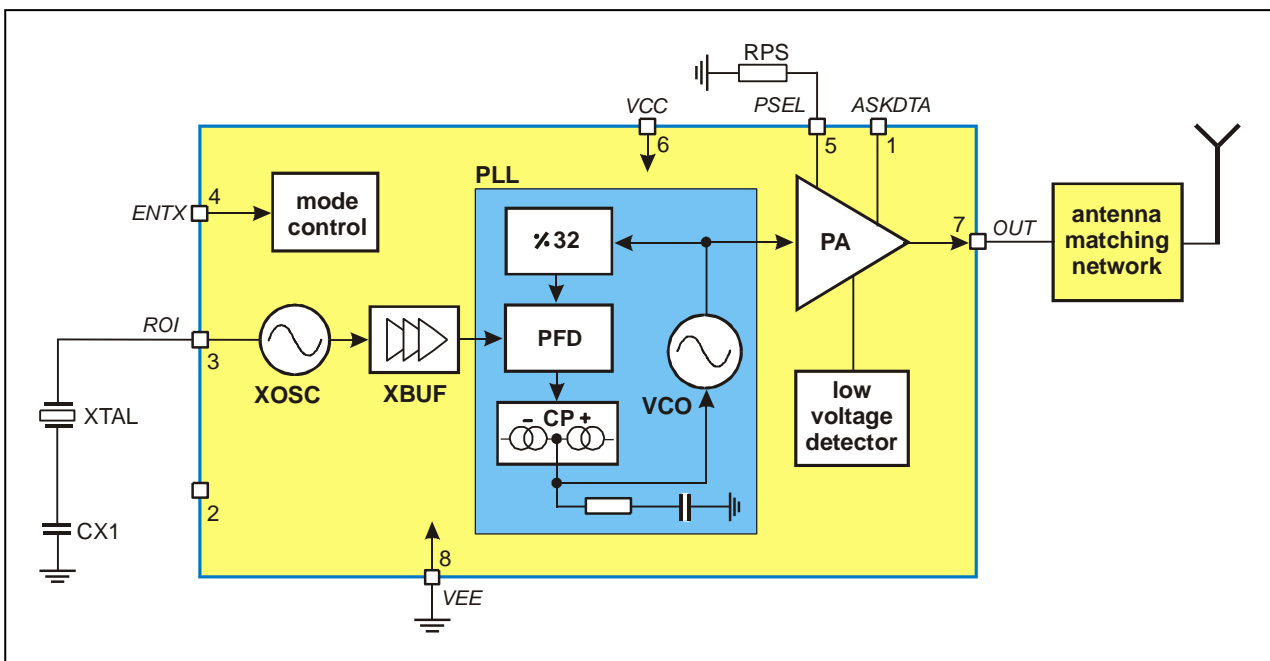 RPS
VCC
PSEL
ASKDTA
6
5
1
PLL
4
ENTX
mode
control
٪32
PA
7
OUT
antenna
matching
network
ROI
3
XOSC
XBUF
PFD
VCO
- CP +
low
voltage
detector
XTAL
2
CX1
8
VEE